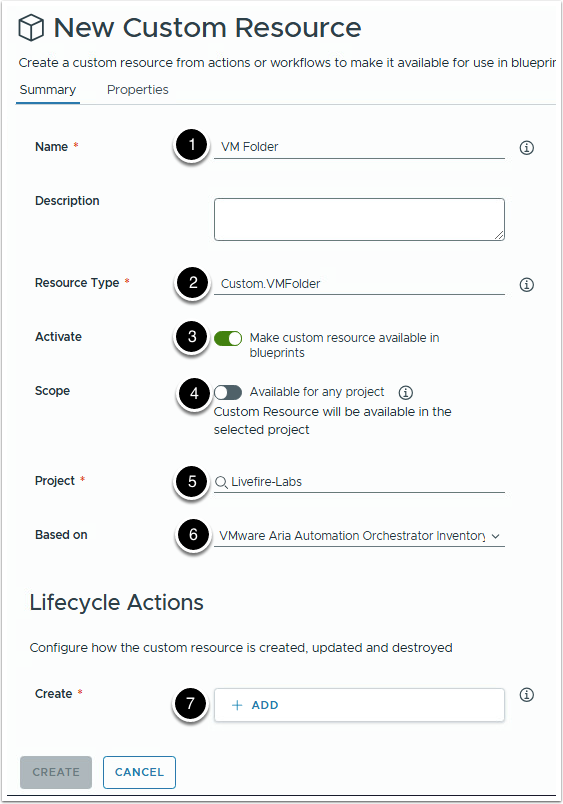 New Custom Resource
Create a custom resource from actions or workflows to make it available for use in
Summary Properties
Name * 1 VM Folder
Description
Resource Type * 2 Custom.VMFolder
Activate 3 Make custom resource available in
blueprints
Scope 4 Available for any project
Custom Resource will be available in the
selected project
Project * 5 Livefire-Labs
Based on 6 VMware Aria Automation Orchestrator Inventory
Lifecycle Actions
Configure how the custom resource is created, updated and destroyed
Create * 7 + ADD
CREATE CANCEL